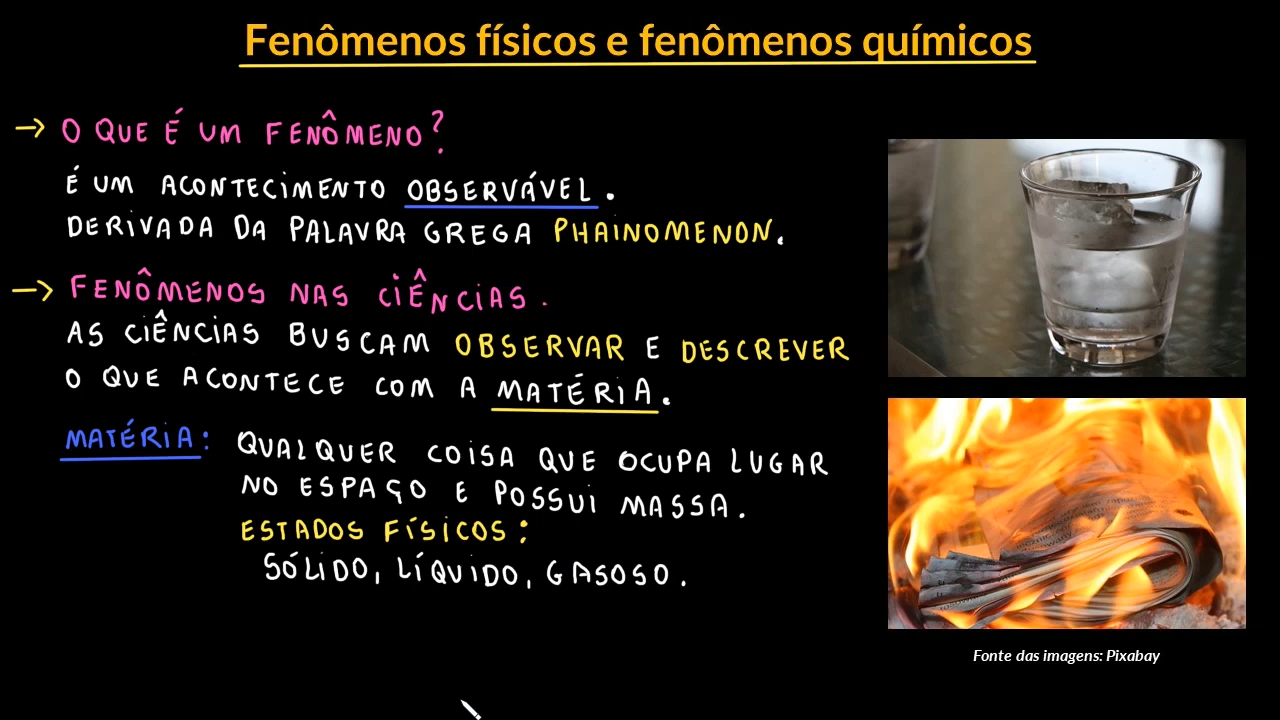 Fenômenos físicos e fenômenos químicos
→ O QUE É UM FENÔMENO?
É UM ACONTECIMENTO OBSERVÁVEL.
DERIVADA DA PALAVRA GREGA PHAINOMENON.
→ FENÔMENOS NAS CIÊNCIAS.
AS CIÊNCIAS BUSCAM OBSERVAR E DESCREVER
O QUE ACONTECE COM A MATÉRIA.
MATÉRIA: QUALQUER COISA QUE OCUPA LUGAR
NO ESPAÇO E POSSUI MASSA.
ESTADOS FÍSICOS:
SÓLIDO, LÍQUIDO, GASOSO.
Fonte das imagens: Pixabay